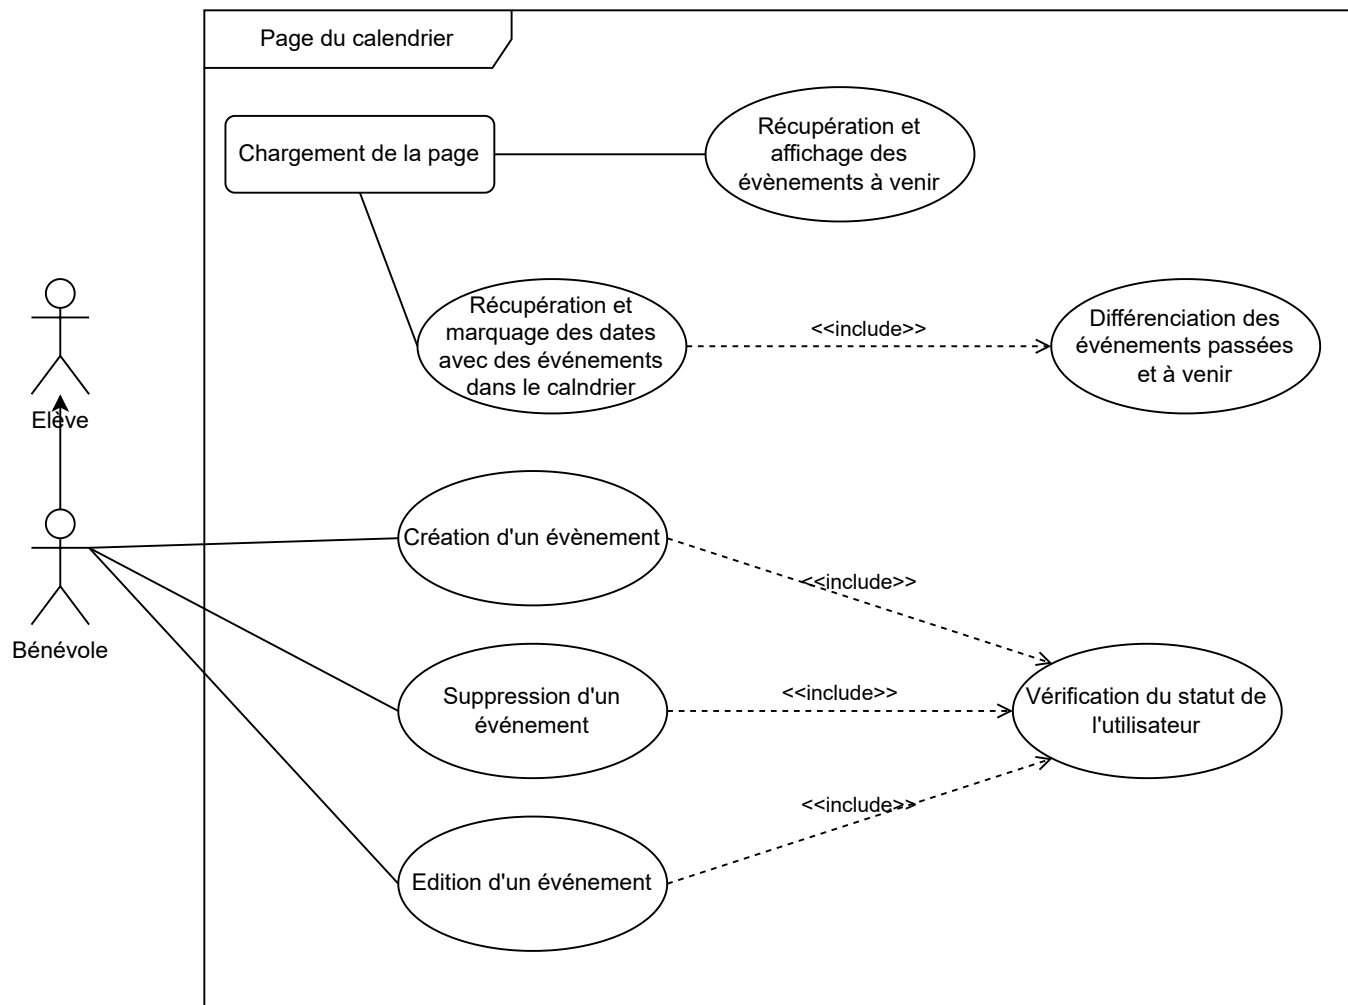 Page du calendrier
Chargement de la page
Récupération et
affichage des
évènements à venir
Récupération et
marquage des dates
avec des événements
dans le calndrier
<<include>>
Différenciation des
événements passées
et à venir
Elève
Bénévole
Création d'un évènement
<<include>>
Suppression d'un
événement
<<include>>
Vérification du statut de
l'utilisateur
<<include>>
Edition d'un événement